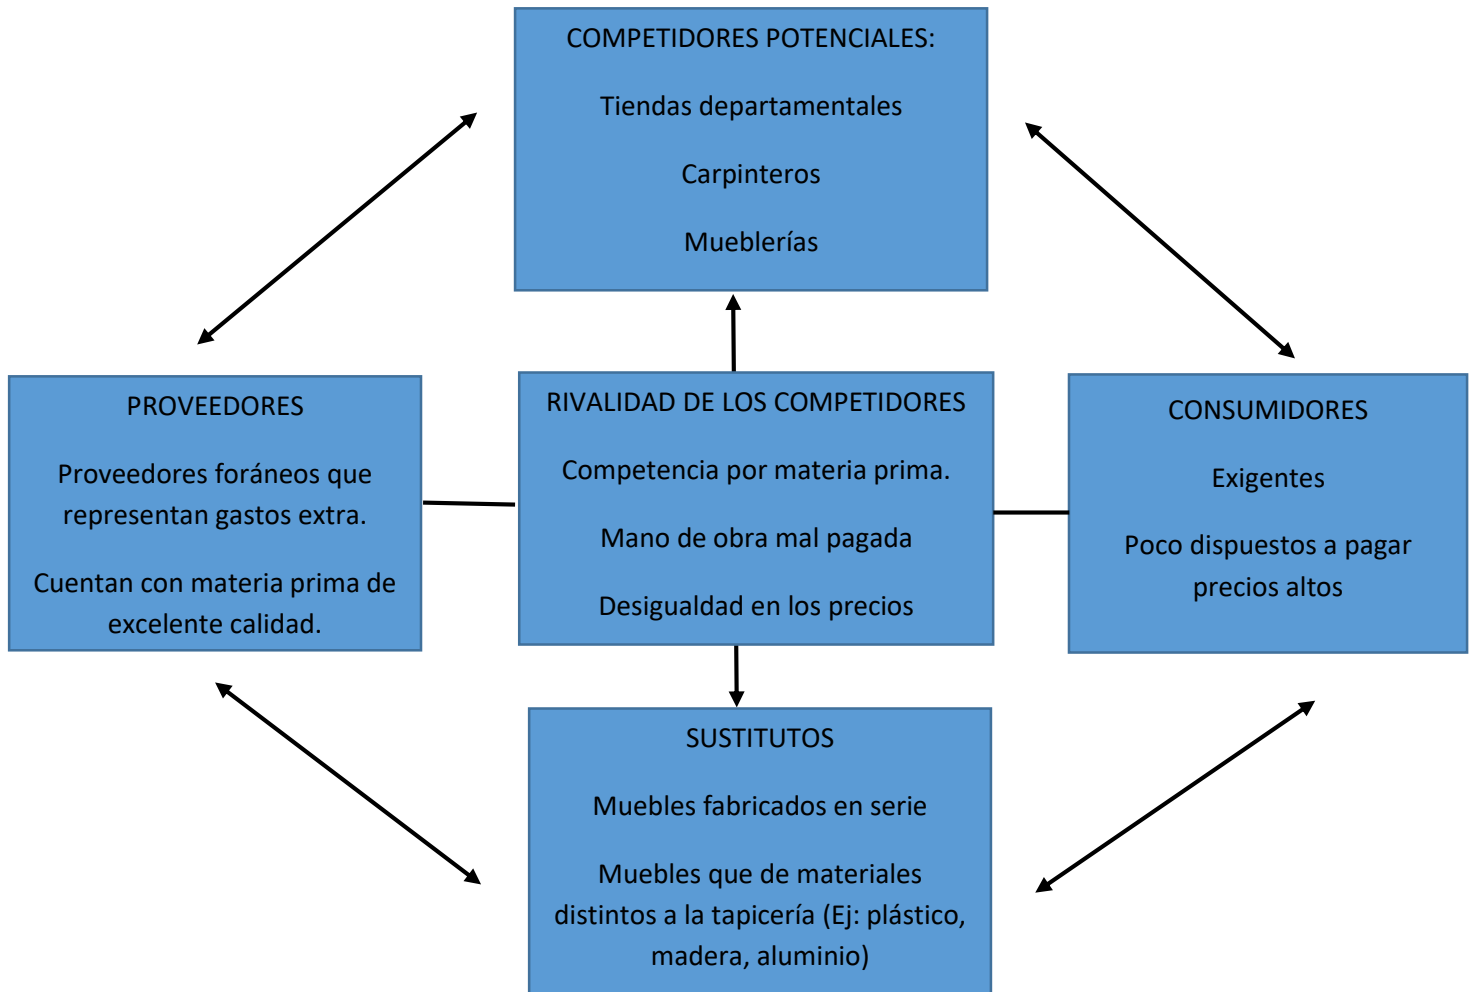 COMPETIDORES POTENCIALES:
Tiendas departamentales
Carpinteros
Mueblerías
PROVEEDORES
Proveedores foráneos que
representan gastos extra.
Cuentan con materia prima de
excelente calidad.
RIVALIDAD DE LOS COMPETIDORES
Competencia por materia prima.
Mano de obra mal pagada
Desigualdad en los precios
CONSUMIDORES
Exigentes
Poco dispuestos a pagar
precios altos
SUSTITUTOS
Muebles fabricados en serie
Muebles que de materiales
distintos a la tapicería (Ej: plástico,
madera, aluminio)